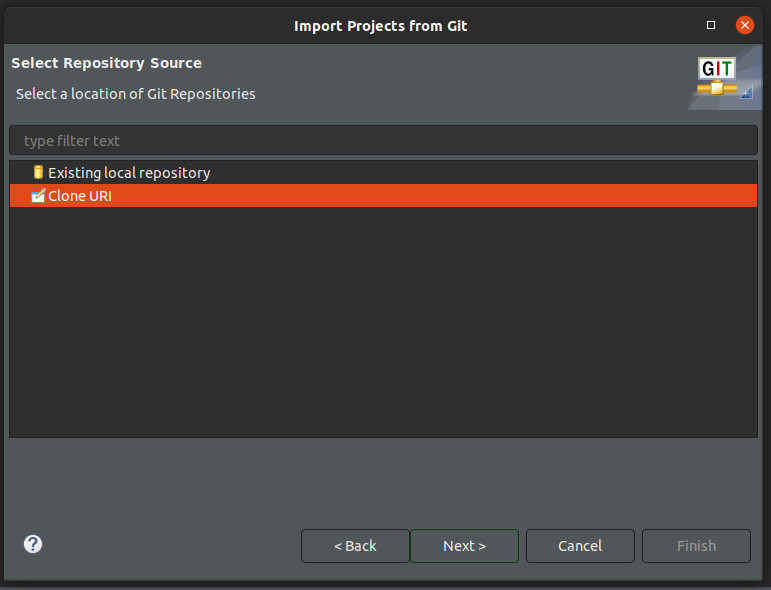 Import Projects from Git
Select Repository Source
Select a location of Git Repositories
GIT
type filter text
Existing local repository
Clone URI
?
< Back
Next >
Cancel
Finish